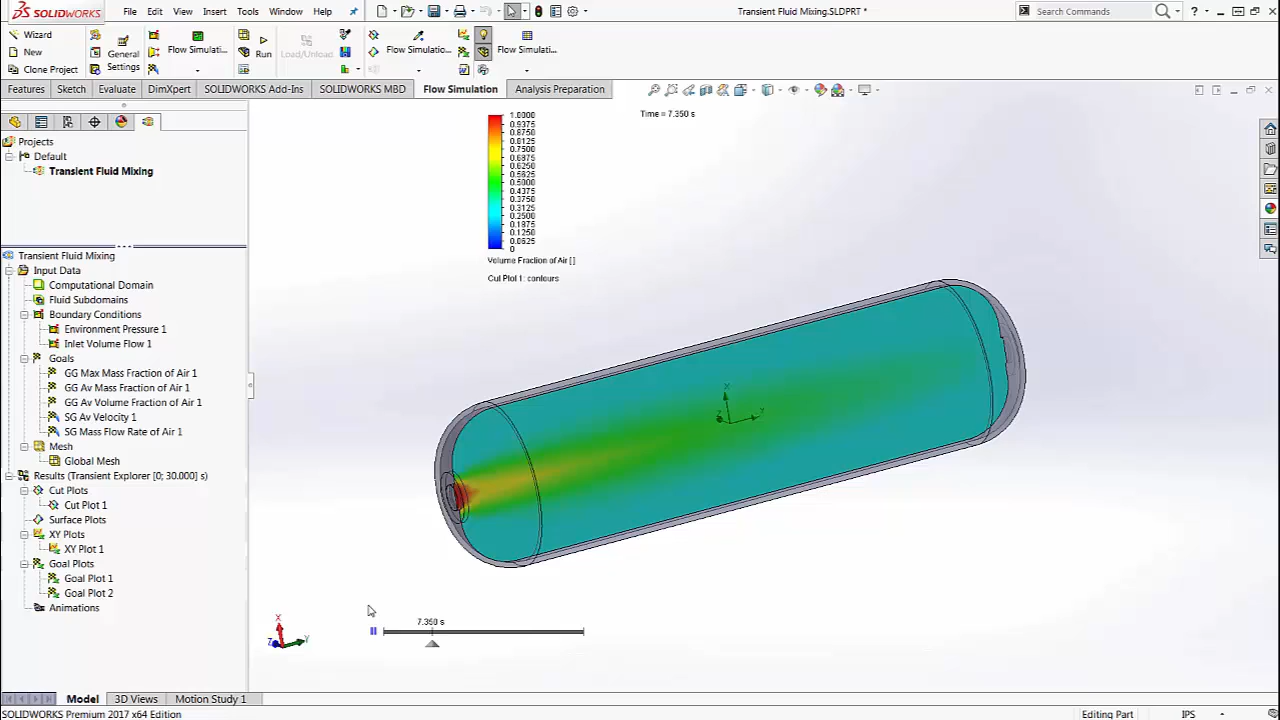 SOLIDWORKS File Edit View Insert Tools Window Help Transient Fluid Mixing.SLDPRT * Search Commands
Wizard
New
Clone Project
General Settings
Flow Simulati...
Run
Load/Unload
Flow Simulatio...
Flow Simulati...
Features Sketch Evaluate DimXpert SOLIDWORKS Add-Ins SOLIDWORKS MBD Flow Simulation Analysis Preparation
Projects
Default
Transient Fluid Mixing
Transient Fluid Mixing
Input Data
Computational Domain
Fluid Subdomains
Boundary Conditions
Environment Pressure 1
Inlet Volume Flow 1
Goals
GG Max Mass Fraction of Air 1
GG Av Mass Fraction of Air 1
GG Av Volume Fraction of Air 1
SG Av Velocity 1
SG Mass Flow Rate of Air 1
Mesh
Global Mesh
Results (Transient Explorer [0; 30.000] s)
Cut Plots
Cut Plot 1
Surface Plots
XY Plots
XY Plot 1
Goal Plots
Goal Plot 1
Goal Plot 2
Animations
1.0000
0.9375
0.8750
0.8125
0.7500
0.6875
0.6250
0.5625
0.5000
0.4375
0.3750
0.3125
0.2500
0.1875
0.1250
0.0625
0
Volume Fraction of Air [ ]
Cut Plot 1: contours
Time = 7.350 s
X
Z Y
7.350 s
X
Z Y
Model 3D Views Motion Study 1
SOLIDWORKS Premium 2017 x64 Edition Editing Part IPS